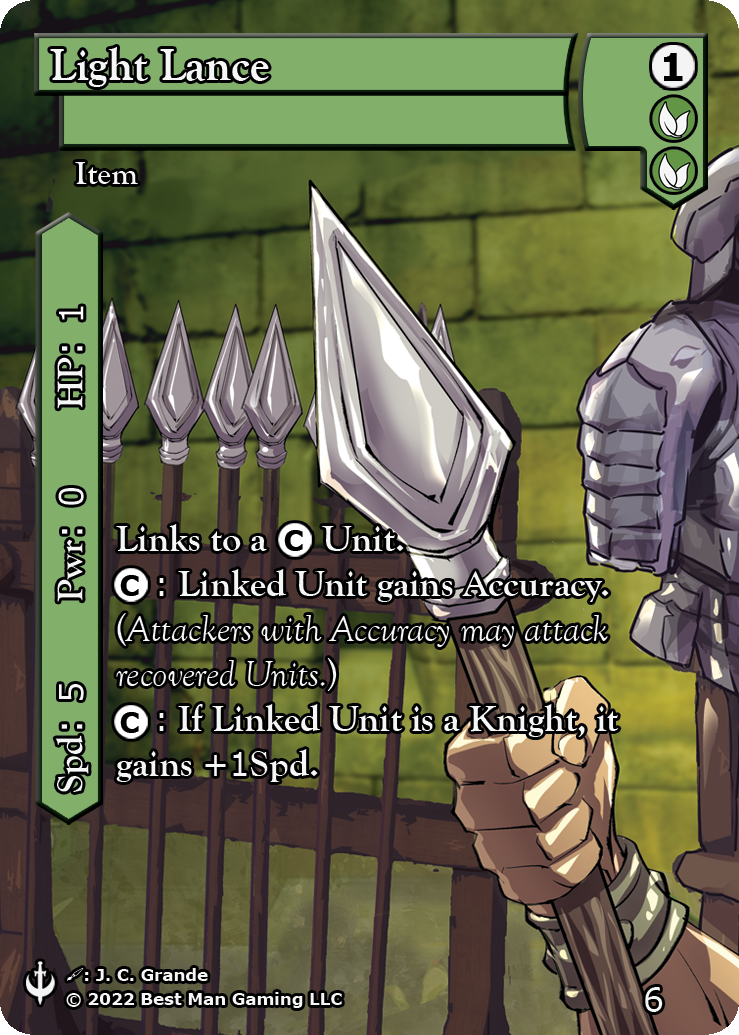 Light Lance
1
Item
HP: 1
Pwr: 0
Spd: 5
Links to a C Unit.
C : Linked Unit gains Accuracy.
(Attackers with Accuracy may attack
recovered Units.)
C : If Linked Unit is a Knight, it
gains +1Spd.
: J. C. Grande
© 2022 Best Man Gaming LLC
6